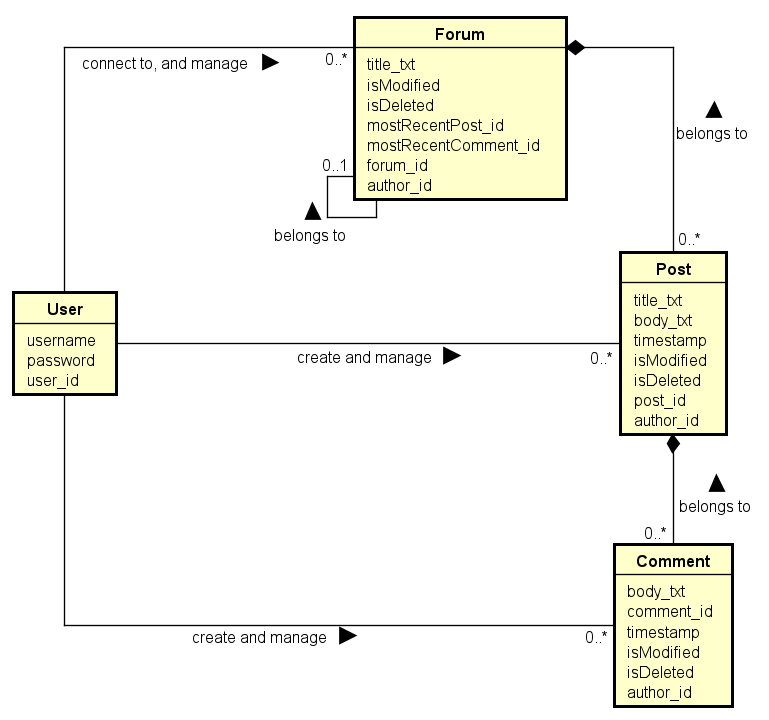 Forum
title_txt
isModified
isDeleted
mostRecentPost_id
mostRecentComment_id
forum_id
author_id
connect to, and manage
0..*
0..1
belongs to
belongs to
0..*
Post
title_txt
body_txt
timestamp
isModified
isDeleted
post_id
author_id
User
username
password
user_id
create and manage
0..*
belongs to
0..*
Comment
body_txt
comment_id
timestamp
isModified
isDeleted
author_id
create and manage
0..*